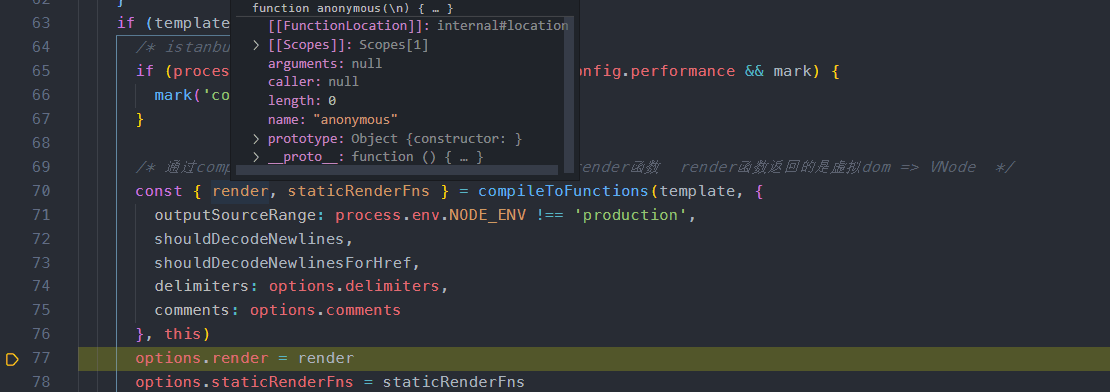 62 }
function anonymous(\n) { … }
63 if (template
[[FunctionLocation]]: internal#location
64 /* istanbu
[[Scopes]]: Scopes[1]
arguments: null
65 if (proces onfig.performance && mark) {
caller: null
66 mark('co
length: 0
67 }
name: "anonymous"
68
prototype: Object {constructor: }
__proto__: function () { … }
69 /* 通过comp render函数 render函数返回的是虚拟dom => VNode */
70 const { render, staticRenderFns } = compileToFunctions(template, {
71 outputSourceRange: process.env.NODE_ENV !== 'production',
72 shouldDecodeNewlines,
73 shouldDecodeNewlinesForHref,
74 delimiters: options.delimiters,
75 comments: options.comments
76 }, this)
77 options.render = render
78 options.staticRenderFns = staticRenderFns